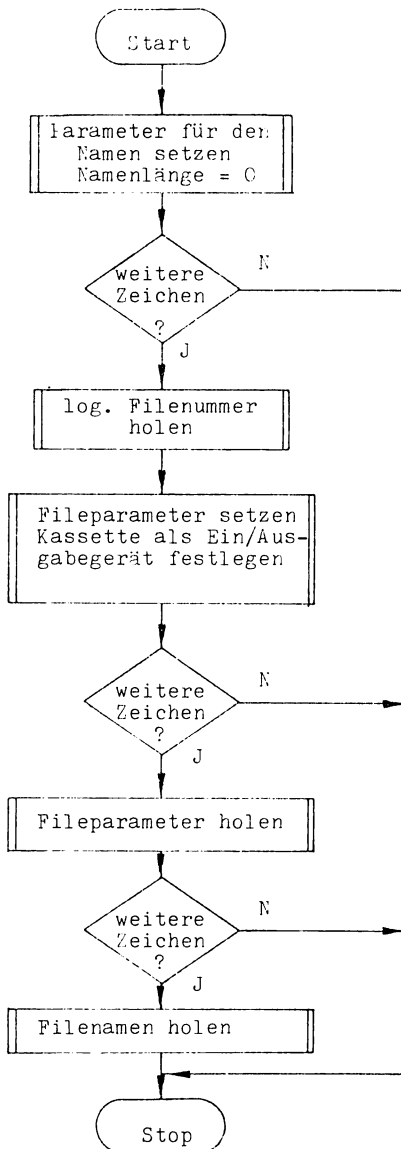 Start
Parameter für den
Namen setzen
Namenlänge = 0
weitere
Zeichen
?
N
J
log. Filenummer
holen
Fileparameter setzen
Kassette als Ein/Aus-
gabegerät festlegen
weitere
Zeichen
?
N
J
Fileparameter holen
weitere
Zeichen
?
N
J
Filenamen holen
Stop